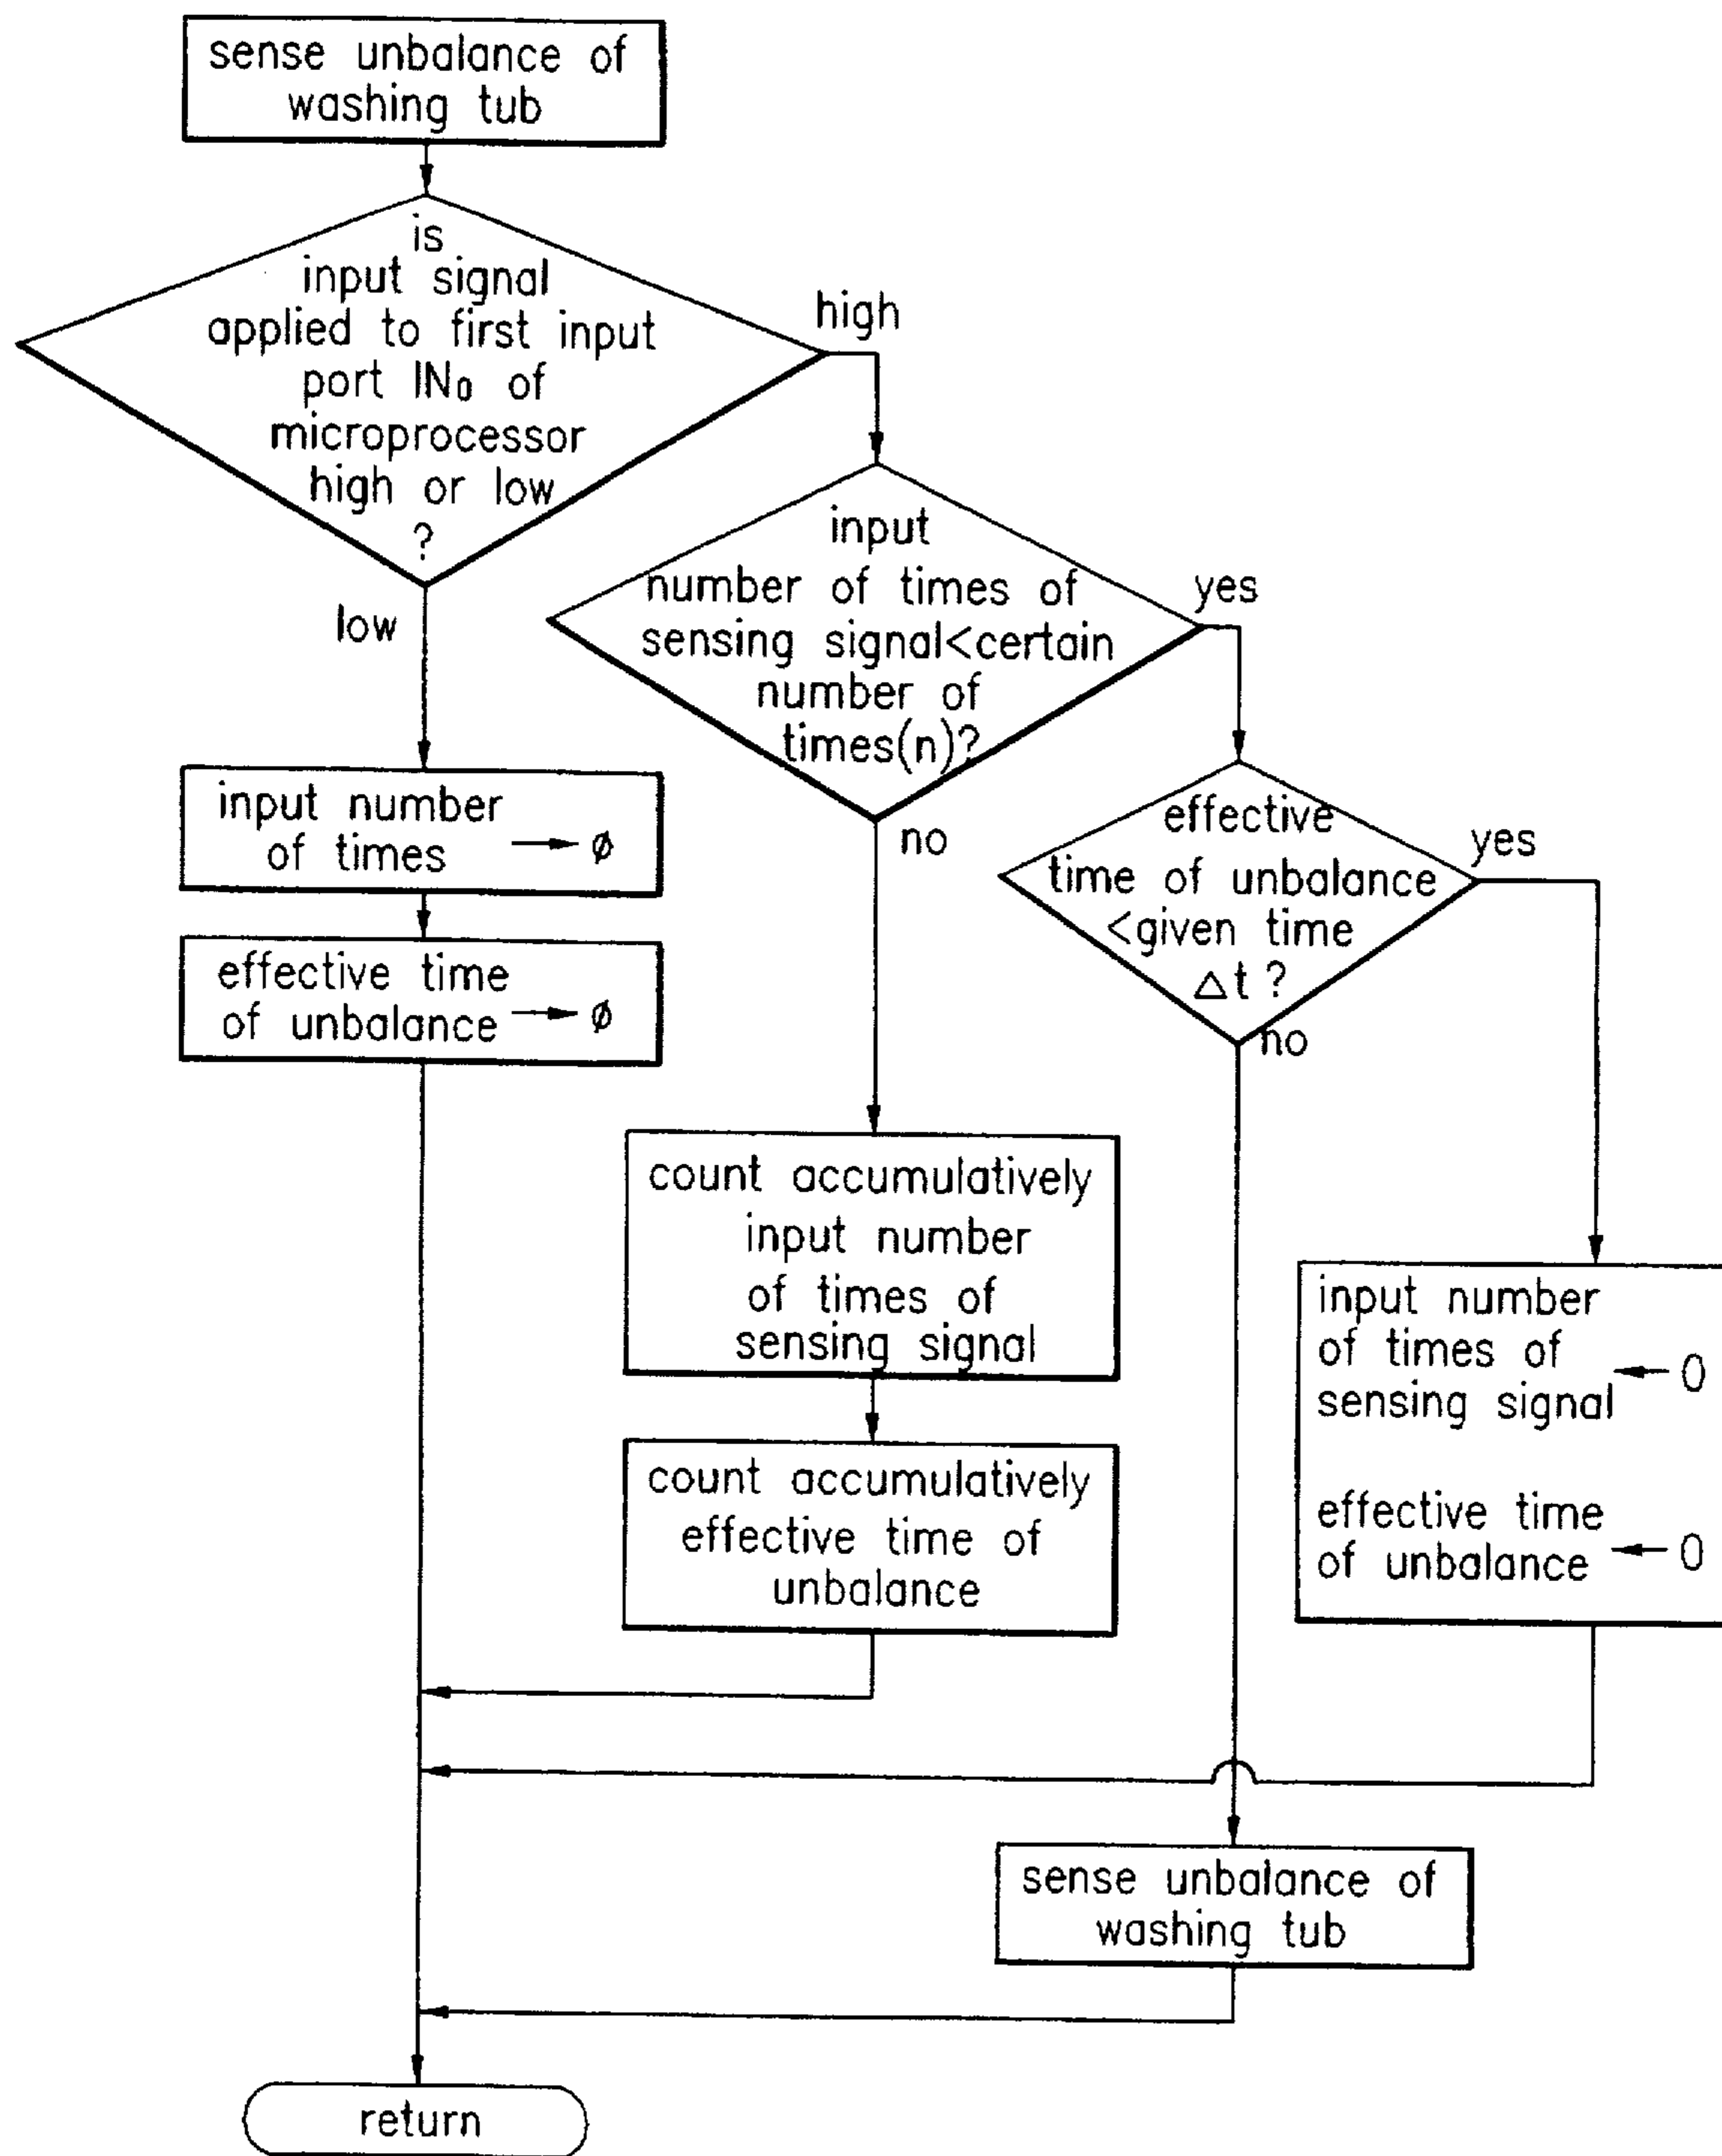 sense unbalance of
washing tub
is
input signal
applied to first input
port IN0 of
microprocessor
high or low
?
high
low
input
number of times of
sensing signal<certain
number of
times(n)?
yes
no
effective
time of unbalance
<given time
△t ?
yes
no
input number
of times → ø
effective time
of unbalance → ø
count accumulatively
input number
of times of
sensing signal
count accumulatively
effective time of
unbalance
input number
of times of
sensing signal ← 0
effective time
of unbalance ← 0
sense unbalance of
washing tub
return